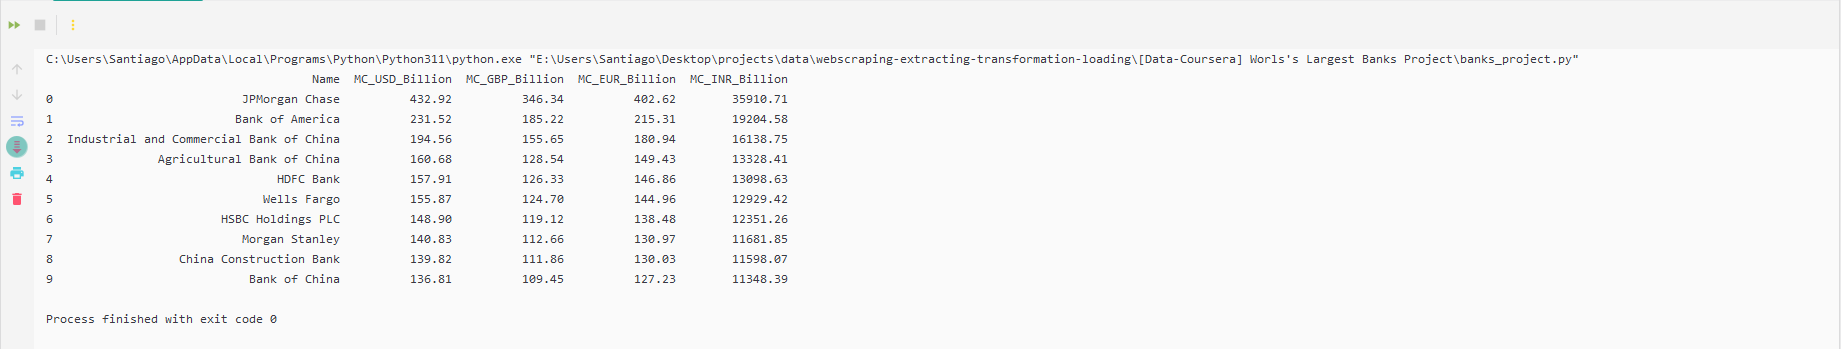 C:\Users\Santiago\AppData\Local\Programs\Python\Python311\python.exe "E:\Users\Santiago\Desktop\projects\data\webscraping-extracting-transformation-loading\[Data-Coursera] Worls's Largest Banks Project\banks_project.py"
Name MC_USD_Billion MC_GBP_Billion MC_EUR_Billion MC_INR_Billion
0 JPMorgan Chase 432.92 346.34 402.62 35910.71
1 Bank of America 231.52 185.22 215.31 19204.58
2 Industrial and Commercial Bank of China 194.56 155.65 180.94 16138.75
3 Agricultural Bank of China 160.68 128.54 149.43 13328.41
4 HDFC Bank 157.91 126.33 146.86 13098.63
5 Wells Fargo 155.87 124.70 144.96 12929.42
6 HSBC Holdings PLC 148.90 119.12 138.48 12351.26
7 Morgan Stanley 140.83 112.66 130.97 11681.85
8 China Construction Bank 139.82 111.86 130.03 11598.07
9 Bank of China 136.81 109.45 127.23 11348.39
Process finished with exit code 0